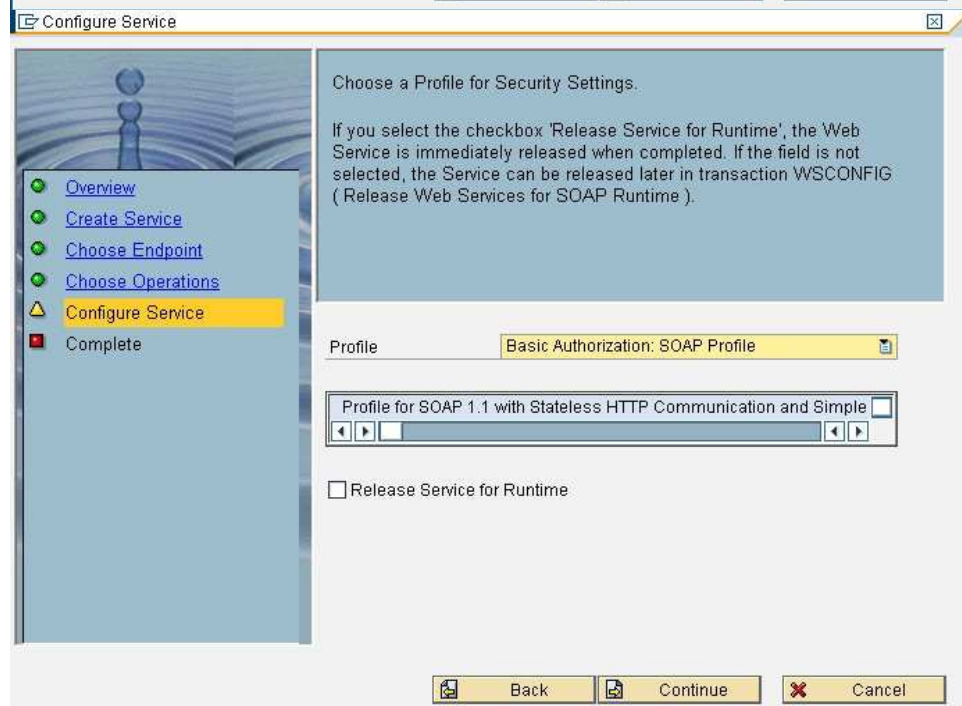 Configure Service
Choose a Profile for Security Settings.
If you select the checkbox 'Release Service for Runtime', the Web
Service is immediately released when completed. If the field is not
selected, the Service can be released later in transaction WSCONFIG
( Release Web Services for SOAP Runtime ).
Overview
Create Service
Choose Endpoint
Choose Operations
Configure Service
Complete
Profile
Basic Authorization: SOAP Profile
Profile for SOAP 1.1 with Stateless HTTP Communication and Simple
Release Service for Runtime
Back
Continue
Cancel